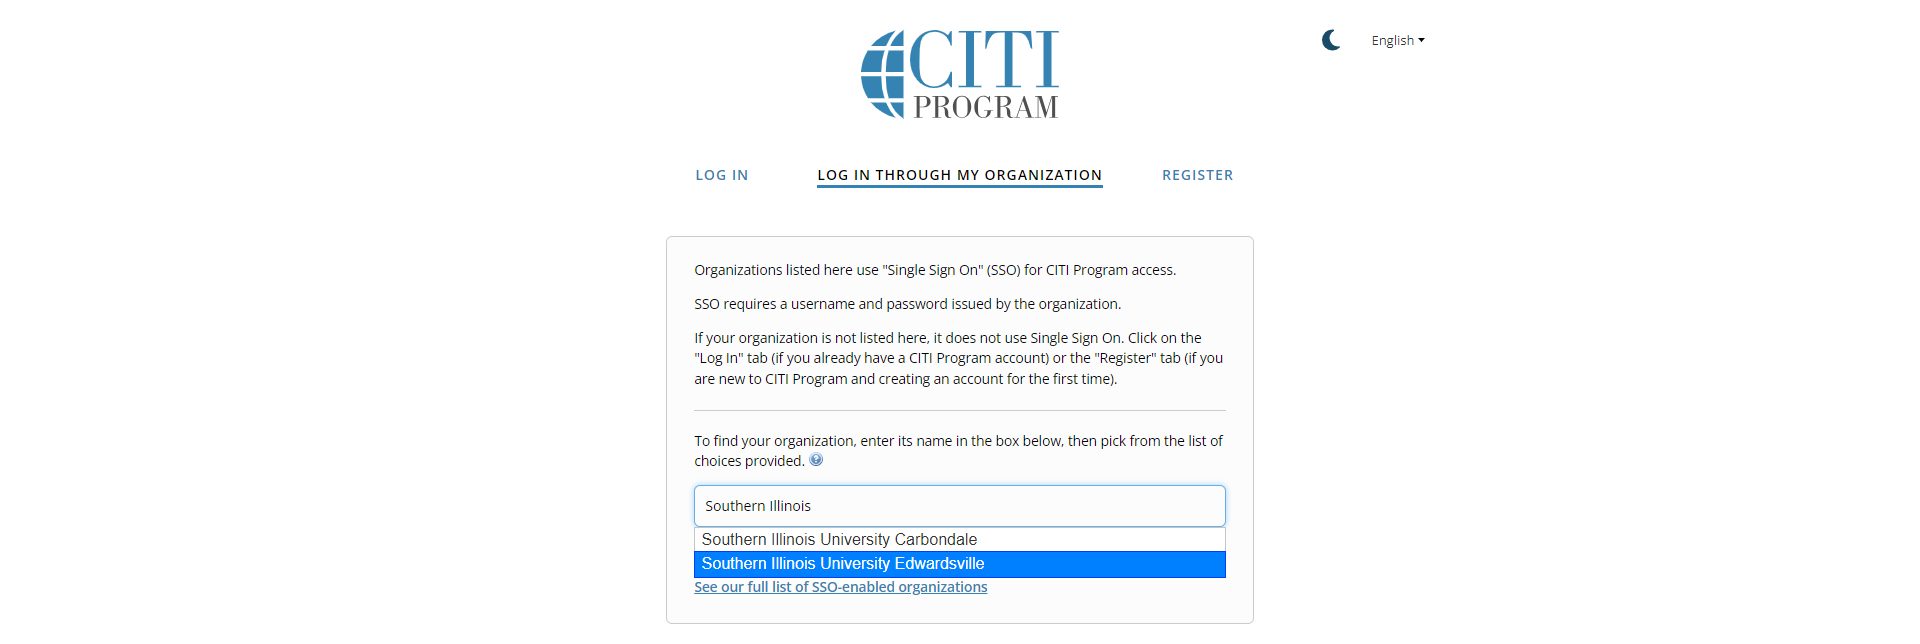 CITI
PROGRAM
English
LOG IN
LOG IN THROUGH MY ORGANIZATION
REGISTER
Organizations listed here use "Single Sign On" (SSO) for CITI Program access.
SSO requires a username and password issued by the organization.
If your organization is not listed here, it does not use Single Sign On. Click on the
"Log In" tab (if you already have a CITI Program account) or the "Register" tab (if you
are new to CITI Program and creating an account for the first time).
To find your organization, enter its name in the box below, then pick from the list of
choices provided. ?
Southern Illinois
Southern Illinois University Carbondale
Southern Illinois University Edwardsville
See our full list of SSO-enabled organizations